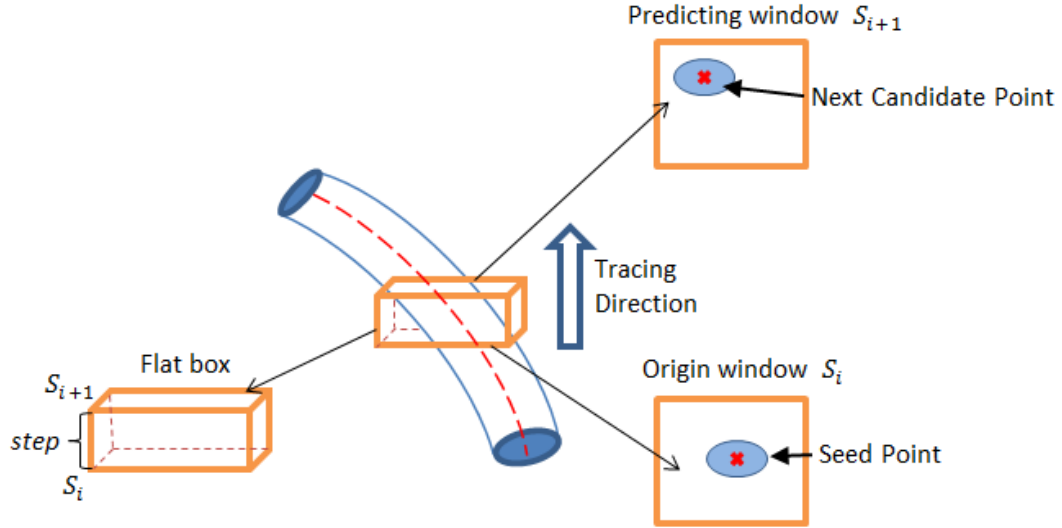 Predicting window S_{i+1}
Next Candidate Point
Tracing
Direction
Flat box
S_{i+1}
step
S_i
Origin window S_i
Seed Point